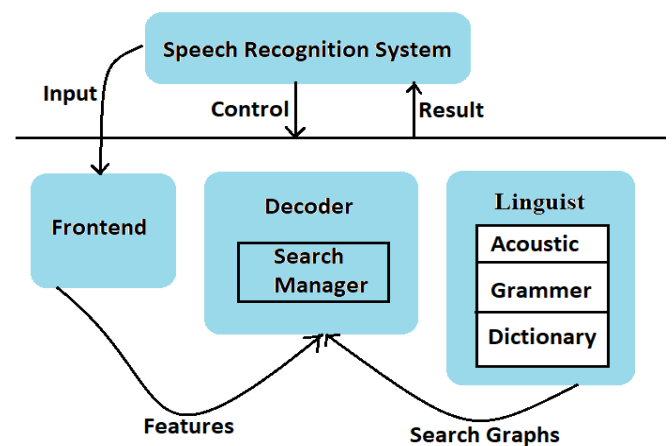 Speech Recognition System
Input
Control
Result
Frontend
Decoder
Search
Manager
Linguist
Acoustic
Grammer
Dictionary
Features
Search Graphs